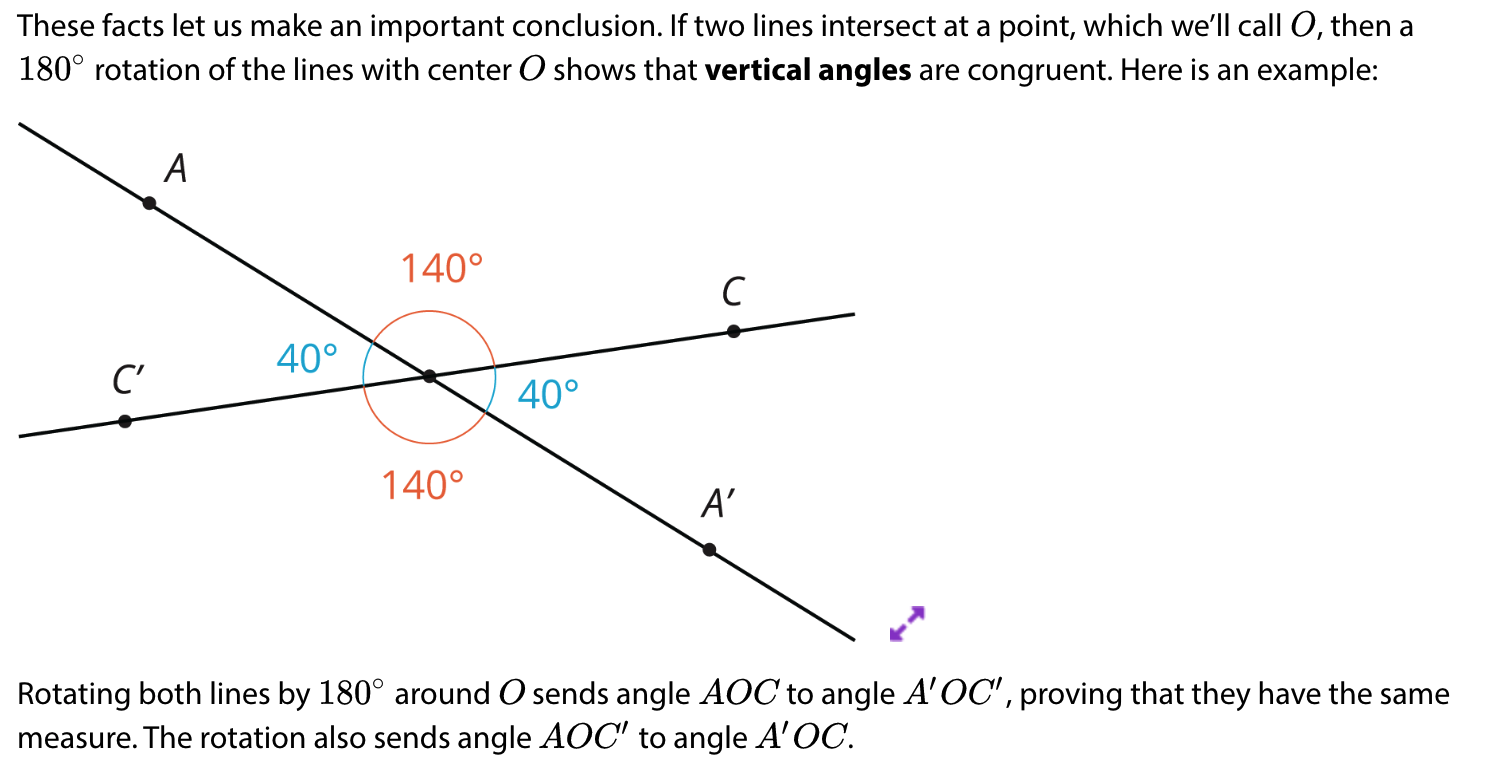 These facts let us make an important conclusion. If two lines intersect at a point, which we'll call O, then a
180° rotation of the lines with center O shows that vertical angles are congruent. Here is an example:
A
140°
C
40°
C′
40°
140°
A′
Rotating both lines by 180° around O sends angle AOC to angle A′OC′, proving that they have the same
measure. The rotation also sends angle AOC′ to angle A′OC.